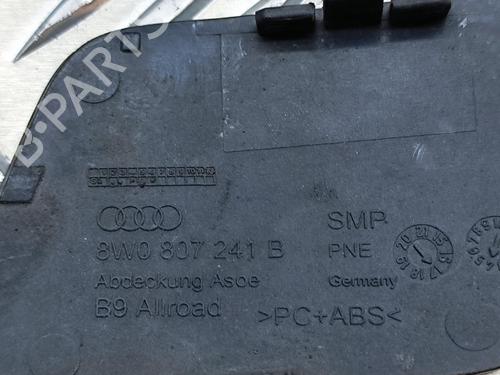 B-PARTS
8W0 807 241 B
SMP
PNE
Abdeckung Asoe
Germany
B9 Allroad
>PC+ABS<